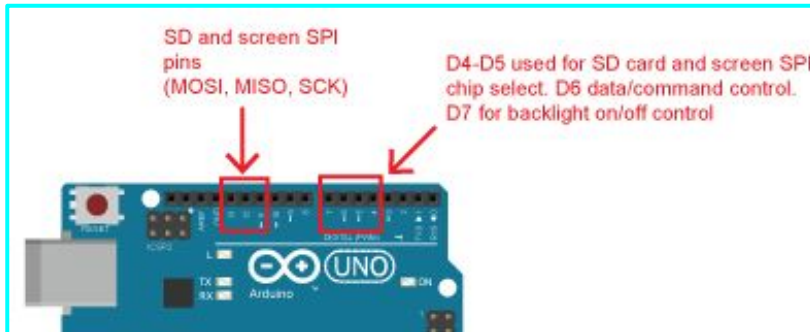 SD and screen SPI
pins
(MOSI, MISO, SCK)
D4-D5 used for SD card and screen SPI
chip select. D6 data/command control.
D7 for backlight on/off control
RESET
ICSP2
AREF
GND
DIGITAL (PWM~)
L
TX
RX
UNO
Arduino
ON